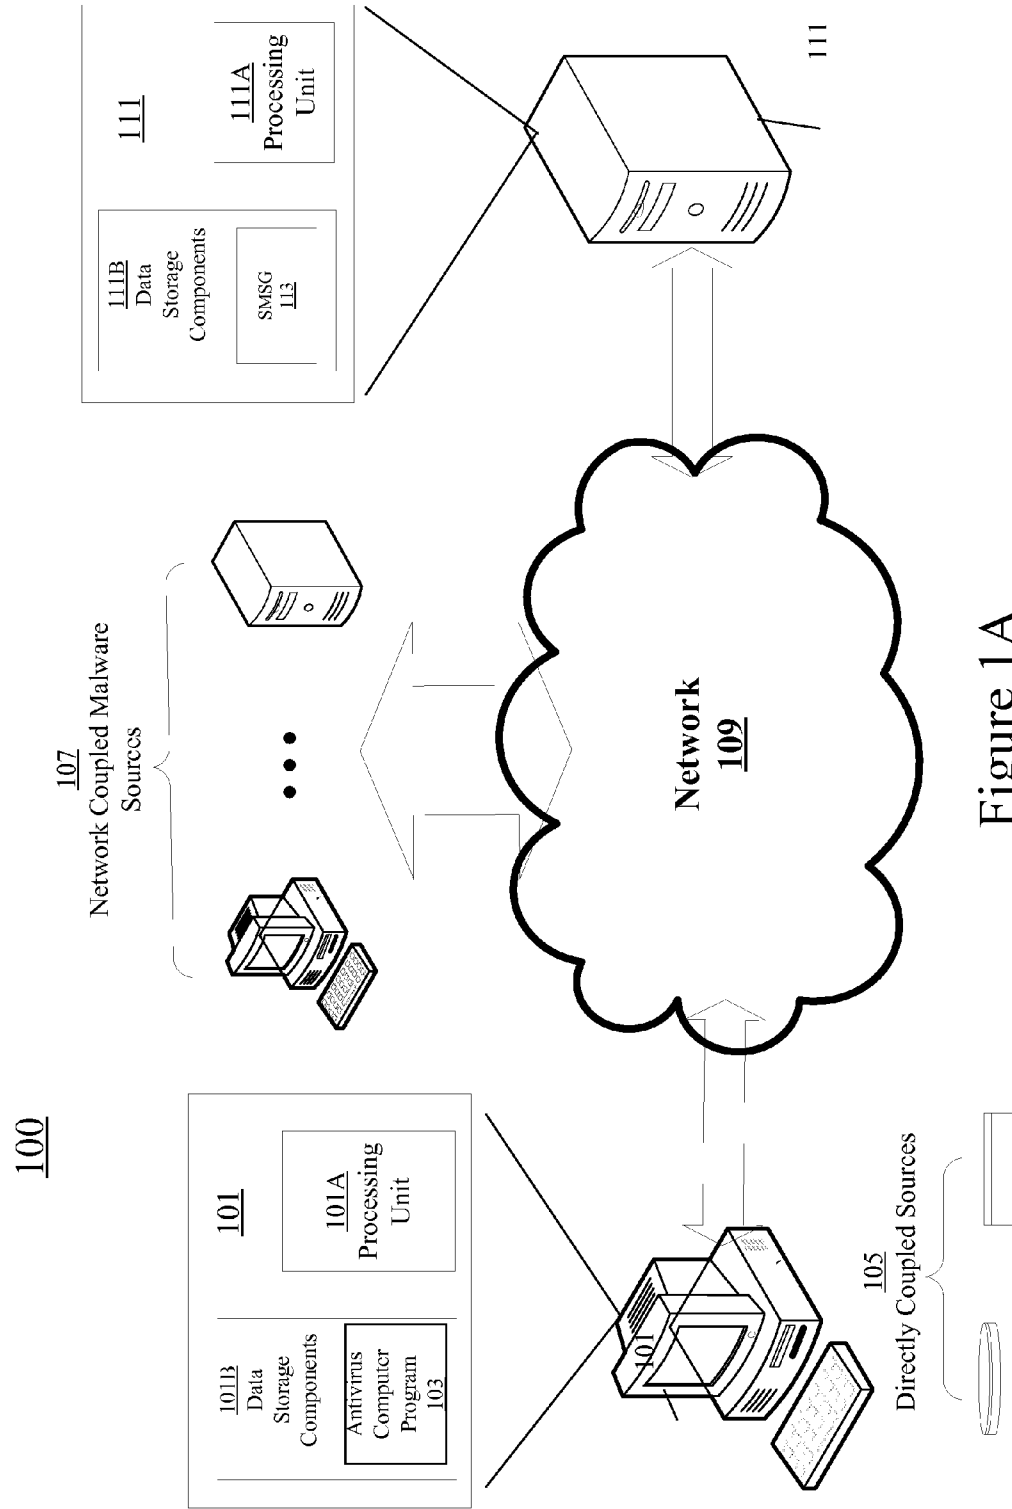 100
101
101A
Processing
Unit
101B
Data
Storage
Components
Antivirus
Computer
Program
103
107
Network Coupled Malware
Sources
111
111A
Processing
Unit
111B
Data
Storage
Components
SMSG
113
101
Network
109
111
105
Directly Coupled Sources
Figure 1A